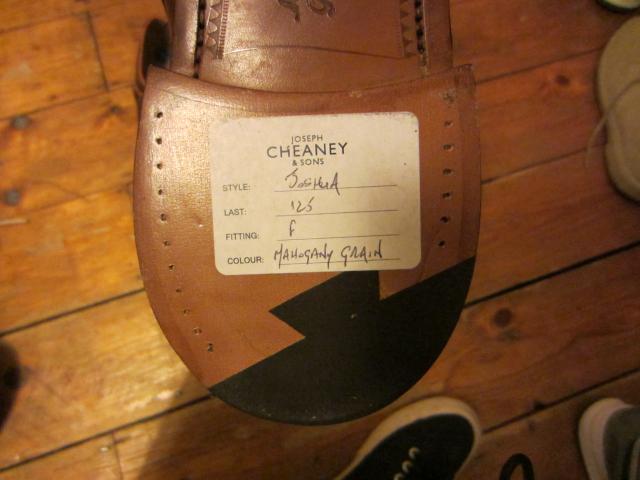 JOSEPH
CHEANEY
& SONS
STYLE: Joshua
LAST: 125
FITTING: F
COLOUR: MAHOGANY GRAIN